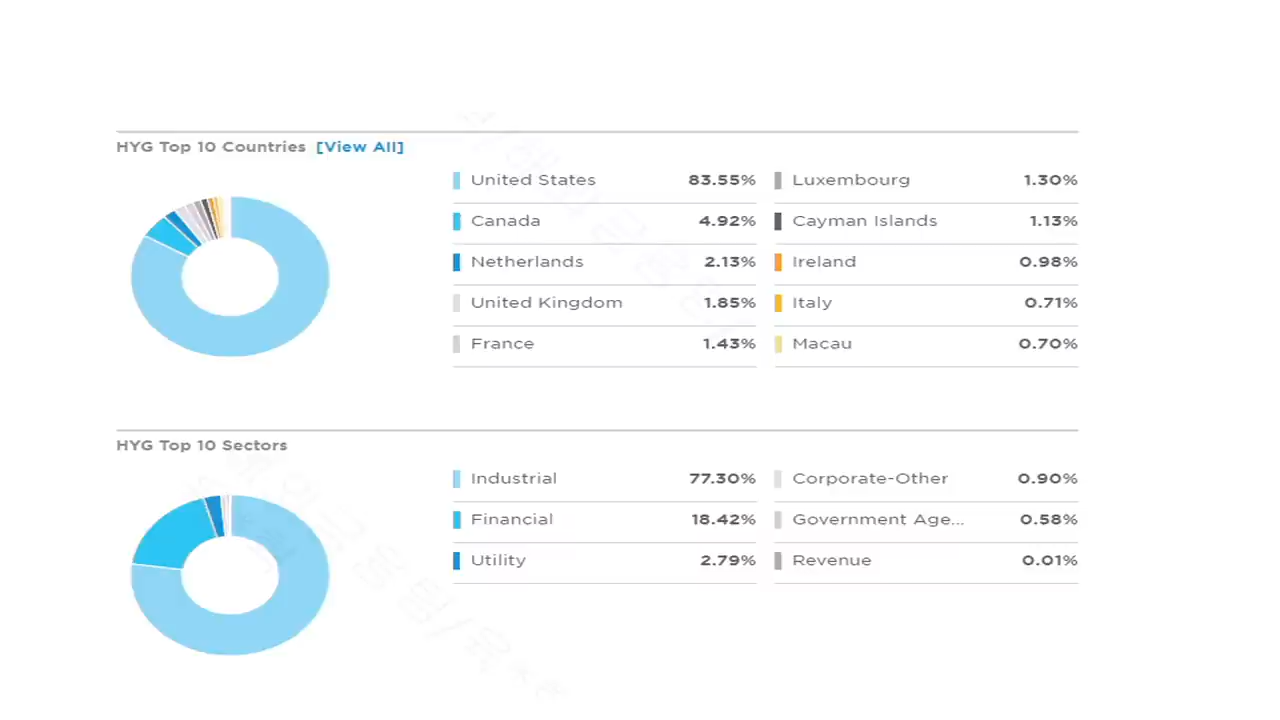 HYG Top 10 Countries [View All]
United States 83.55%
Canada 4.92%
Netherlands 2.13%
United Kingdom 1.85%
France 1.43%
Luxembourg 1.30%
Cayman Islands 1.13%
Ireland 0.98%
Italy 0.71%
Macau 0.70%
HYG Top 10 Sectors
Industrial 77.30%
Financial 18.42%
Utility 2.79%
Corporate-Other 0.90%
Government Age... 0.58%
Revenue 0.01%